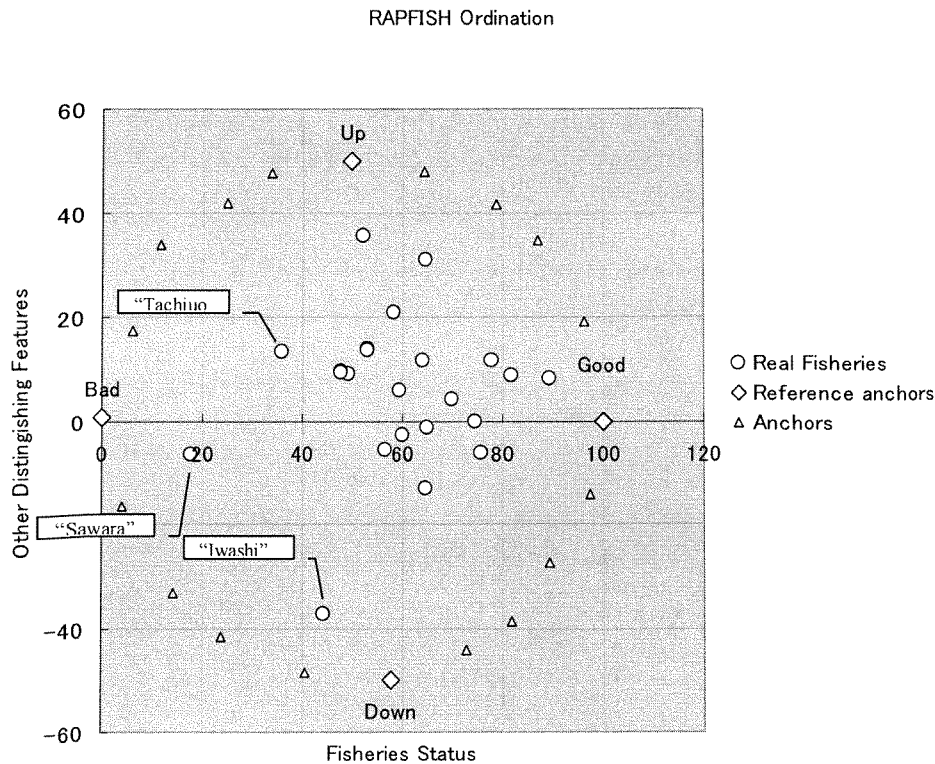 RAPFISH Ordination
60
Up
40
"Tachiuo
20
Good
Bad
0
0 20 40 60 80 100 120
"Sawara"
"Iwashi"
-40
Down
-60
Other Distingishing Features
Fisheries Status
Real Fisheries
Reference anchors
Anchors